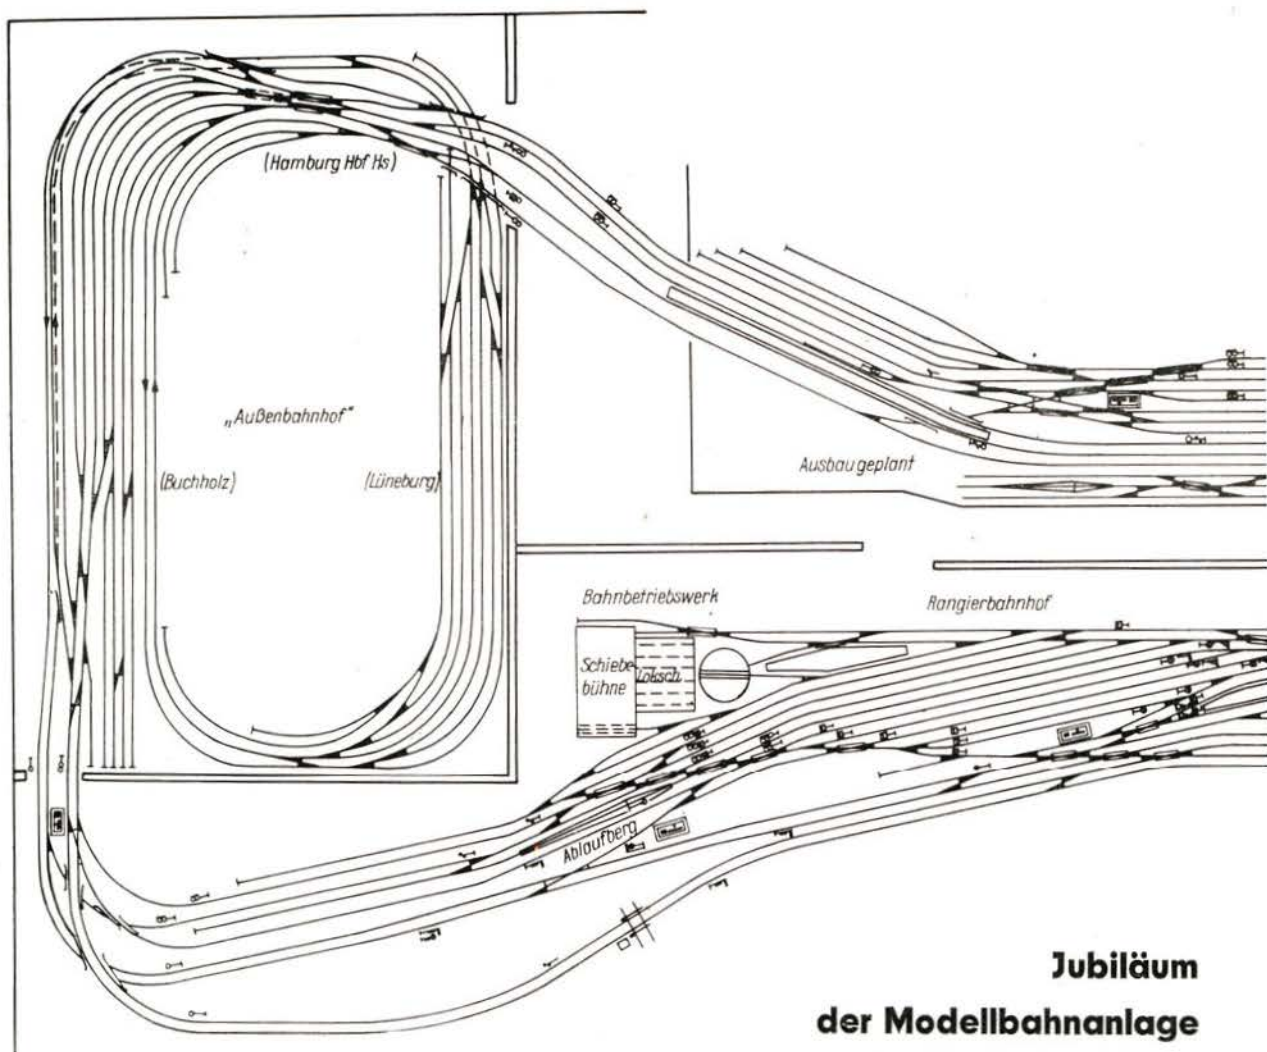 (Hamburg Hbf Hs)
„Außenbahnhof“
(Buchholz)
(Lüneburg)
Ausbau geplant
Bahnbetriebswerk
Rangierbahnhof
Schiebe-
bühne
Loksch.
Ablaufberg
Jubiläum
der Modellbahnanlage